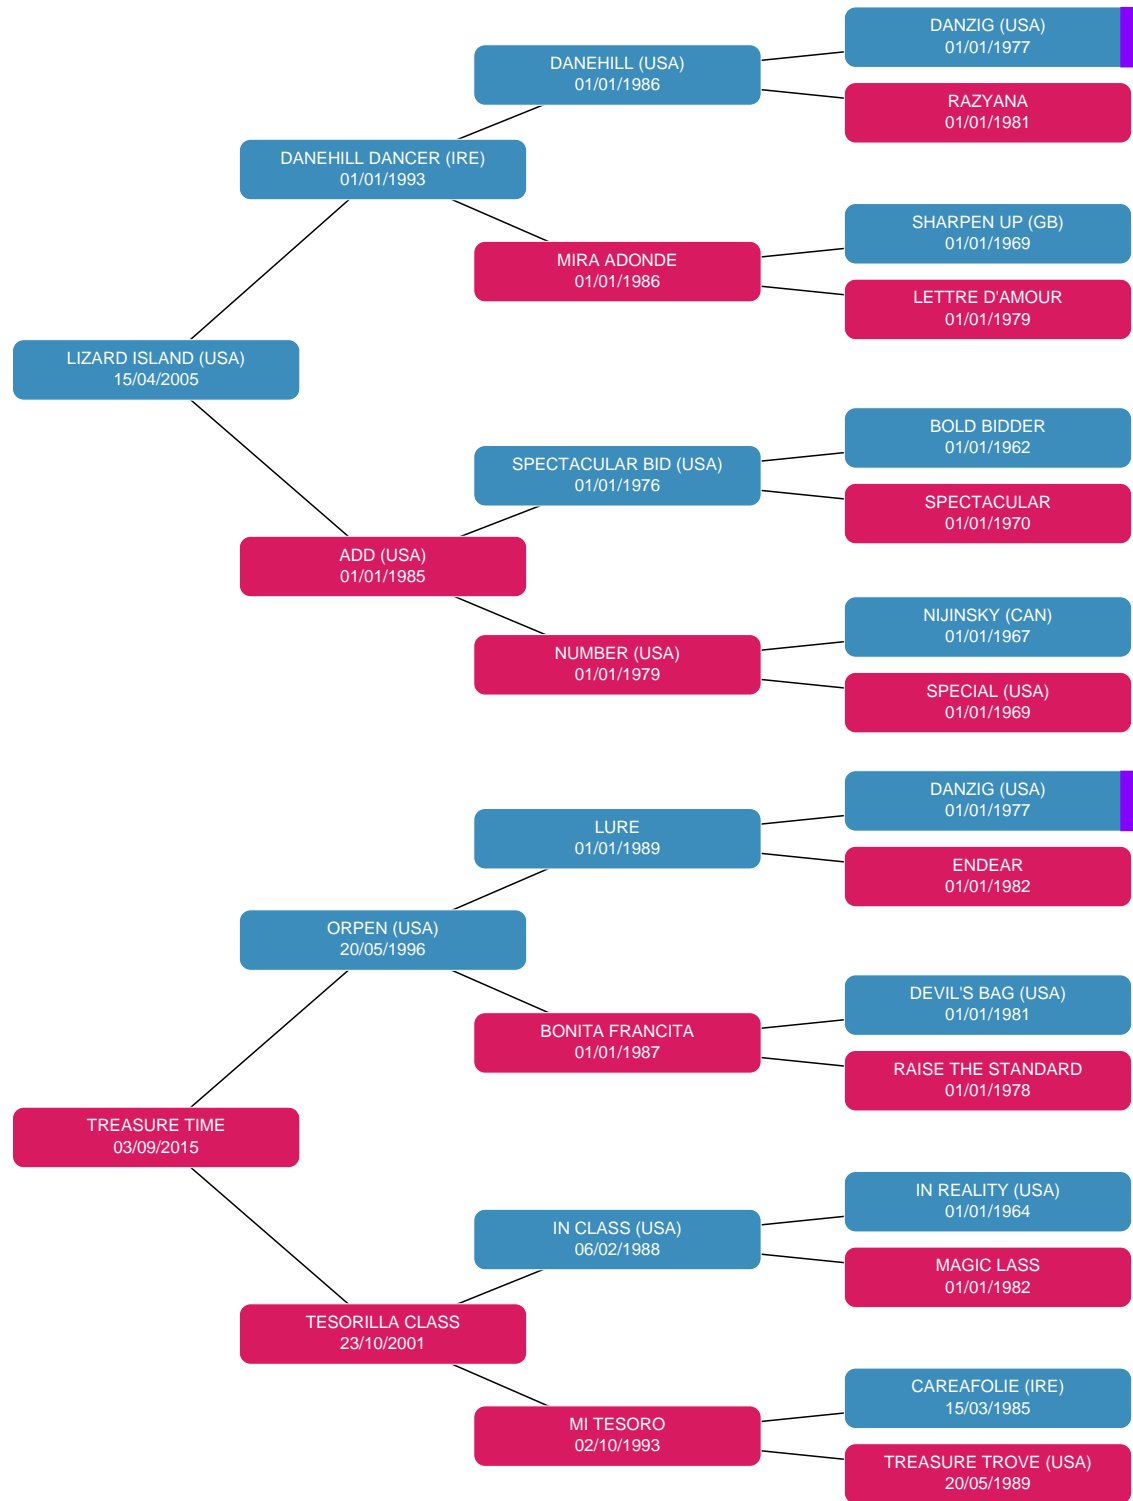 DANZIG (USA)
01/01/1977
DANEHILL (USA)
01/01/1986
RAZYANA
01/01/1981
DANEHILL DANCER (IRE)
01/01/1993
SHARPEN UP (GB)
01/01/1969
MIRA ADONDE
01/01/1986
LETTRE D'AMOUR
01/01/1979
LIZARD ISLAND (USA)
15/04/2005
BOLD BIDDER
01/01/1962
SPECTACULAR BID (USA)
01/01/1976
SPECTACULAR
01/01/1970
ADD (USA)
01/01/1985
NIJINSKY (CAN)
01/01/1967
NUMBER (USA)
01/01/1979
SPECIAL (USA)
01/01/1969
DANZIG (USA)
01/01/1977
LURE
01/01/1989
ENDEAR
01/01/1982
ORPEN (USA)
20/05/1996
DEVIL'S BAG (USA)
01/01/1981
BONITA FRANCITA
01/01/1987
RAISE THE STANDARD
01/01/1978
TREASURE TIME
03/09/2015
IN REALITY (USA)
01/01/1964
IN CLASS (USA)
06/02/1988
MAGIC LASS
01/01/1982
TESORILLA CLASS
23/10/2001
CAREAFOLIE (IRE)
15/03/1985
MI TESORO
02/10/1993
TREASURE TROVE (USA)
20/05/1989